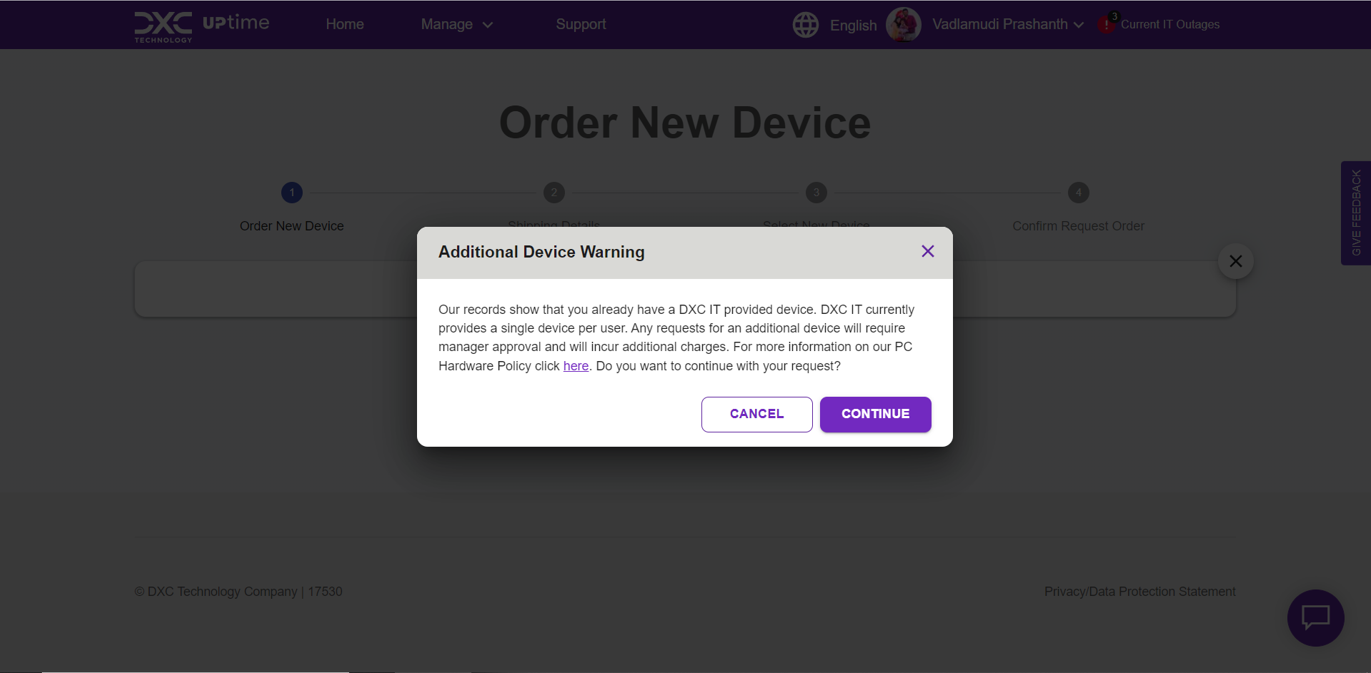 DXC TECHNOLOGY UPtime Home Manage Support English Vadlamudi Prashanth 3 ! Current IT Outages
Order New Device
1 2 3 4
Order New Device Shipping Details Select New Device Confirm Request Order
GIVE FEEDBACK
Additional Device Warning
Our records show that you already have a DXC IT provided device. DXC IT currently
provides a single device per user. Any requests for an additional device will require
manager approval and will incur additional charges. For more information on our PC
Hardware Policy click here. Do you want to continue with your request?
CANCEL CONTINUE
© DXC Technology Company | 17530 Privacy/Data Protection Statement